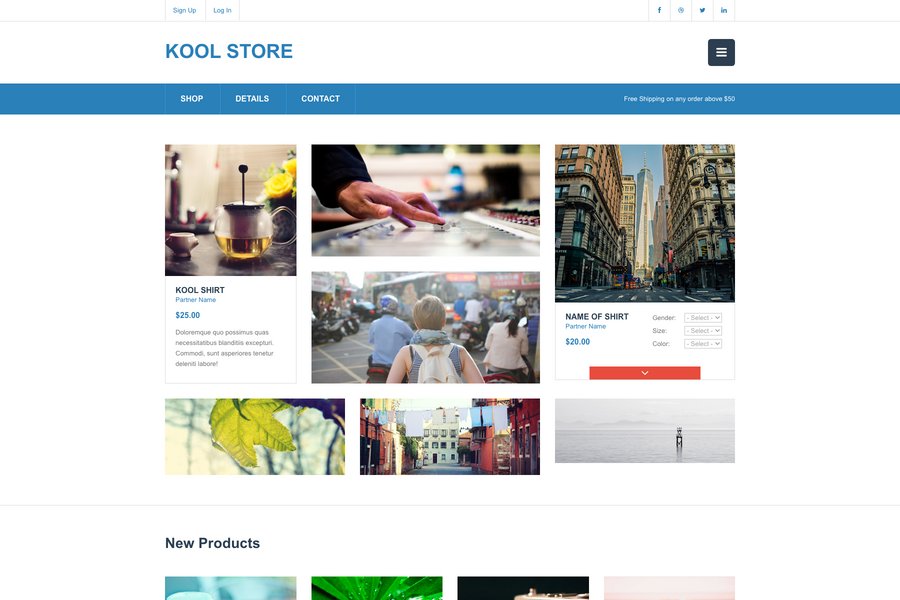 Sign Up
Log In
KOOL STORE
SHOP
DETAILS
CONTACT
Free Shipping on any order above $50
KOOL SHIRT
Partner Name
$25.00
Doloremque quo possimus quas
necessitatibus blanditiis excepturi.
Commodi, sunt asperiores tenetur
deleniti labore!
NAME OF SHIRT
Partner Name
$20.00
Gender: - Select -
Size: - Select -
Color: - Select -
New Products